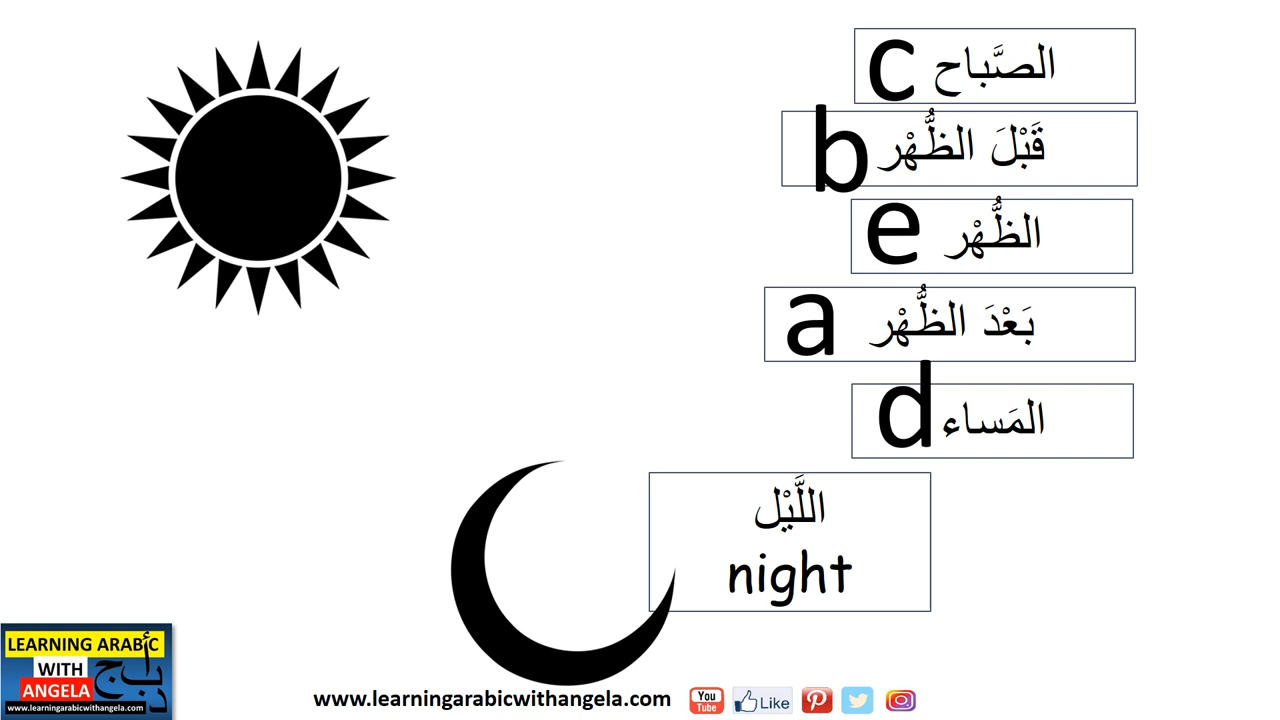 c الصَّباح
b قَبْلَ الظُّهْر
e الظُّهْر
a بَعْدَ الظُّهْر
d المَساء
اللَّيْل
night
LEARNING ARABIC
WITH
ANGELA
www.learningarabicwithangela.com
www.learningarabicwithangela.com
You
Tube
Like